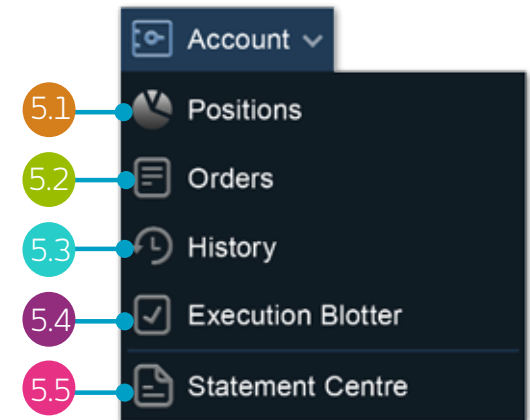 Account
5.1 Positions
5.2 Orders
5.3 History
5.4 Execution Blotter
5.5 Statement Centre